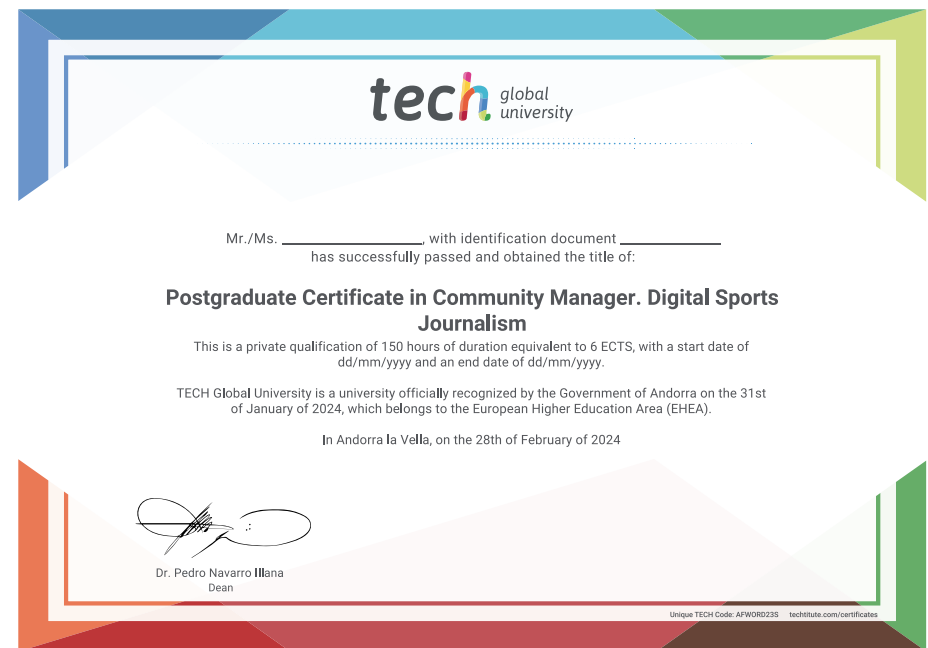 tech global
university
Mr./Ms. ________________, with identification document ____________
has successfully passed and obtained the title of:
Postgraduate Certificate in Community Manager. Digital Sports
Journalism
This is a private qualification of 150 hours of duration equivalent to 6 ECTS, with a start date of
dd/mm/yyyy and an end date of dd/mm/yyyy.
TECH Global University is a university officially recognized by the Government of Andorra on the 31st
of January of 2024, which belongs to the European Higher Education Area (EHEA).
In Andorra la Vella, on the 28th of February of 2024
Dr. Pedro Navarro Illana
Dean
Unique TECH Code: AFWORD23S techtitute.com/certificates